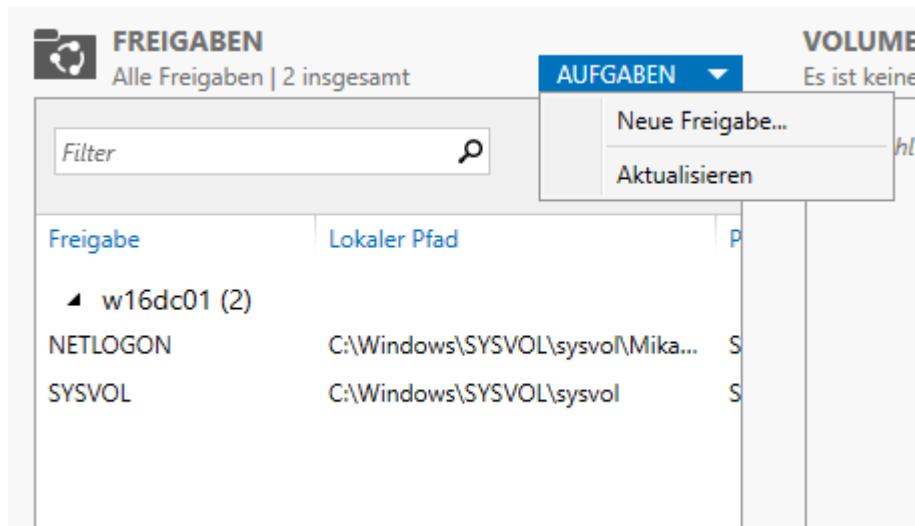 FREIGABEN
Alle Freigaben | 2 insgesamt
AUFGABEN
Neue Freigabe...
Aktualisieren
VOLUME
Es ist keine
Filter
hl
Freigabe Lokaler Pfad P
w16dc01 (2)
NETLOGON C:\Windows\SYSVOL\sysvol\Mika... S
SYSVOL C:\Windows\SYSVOL\sysvol S